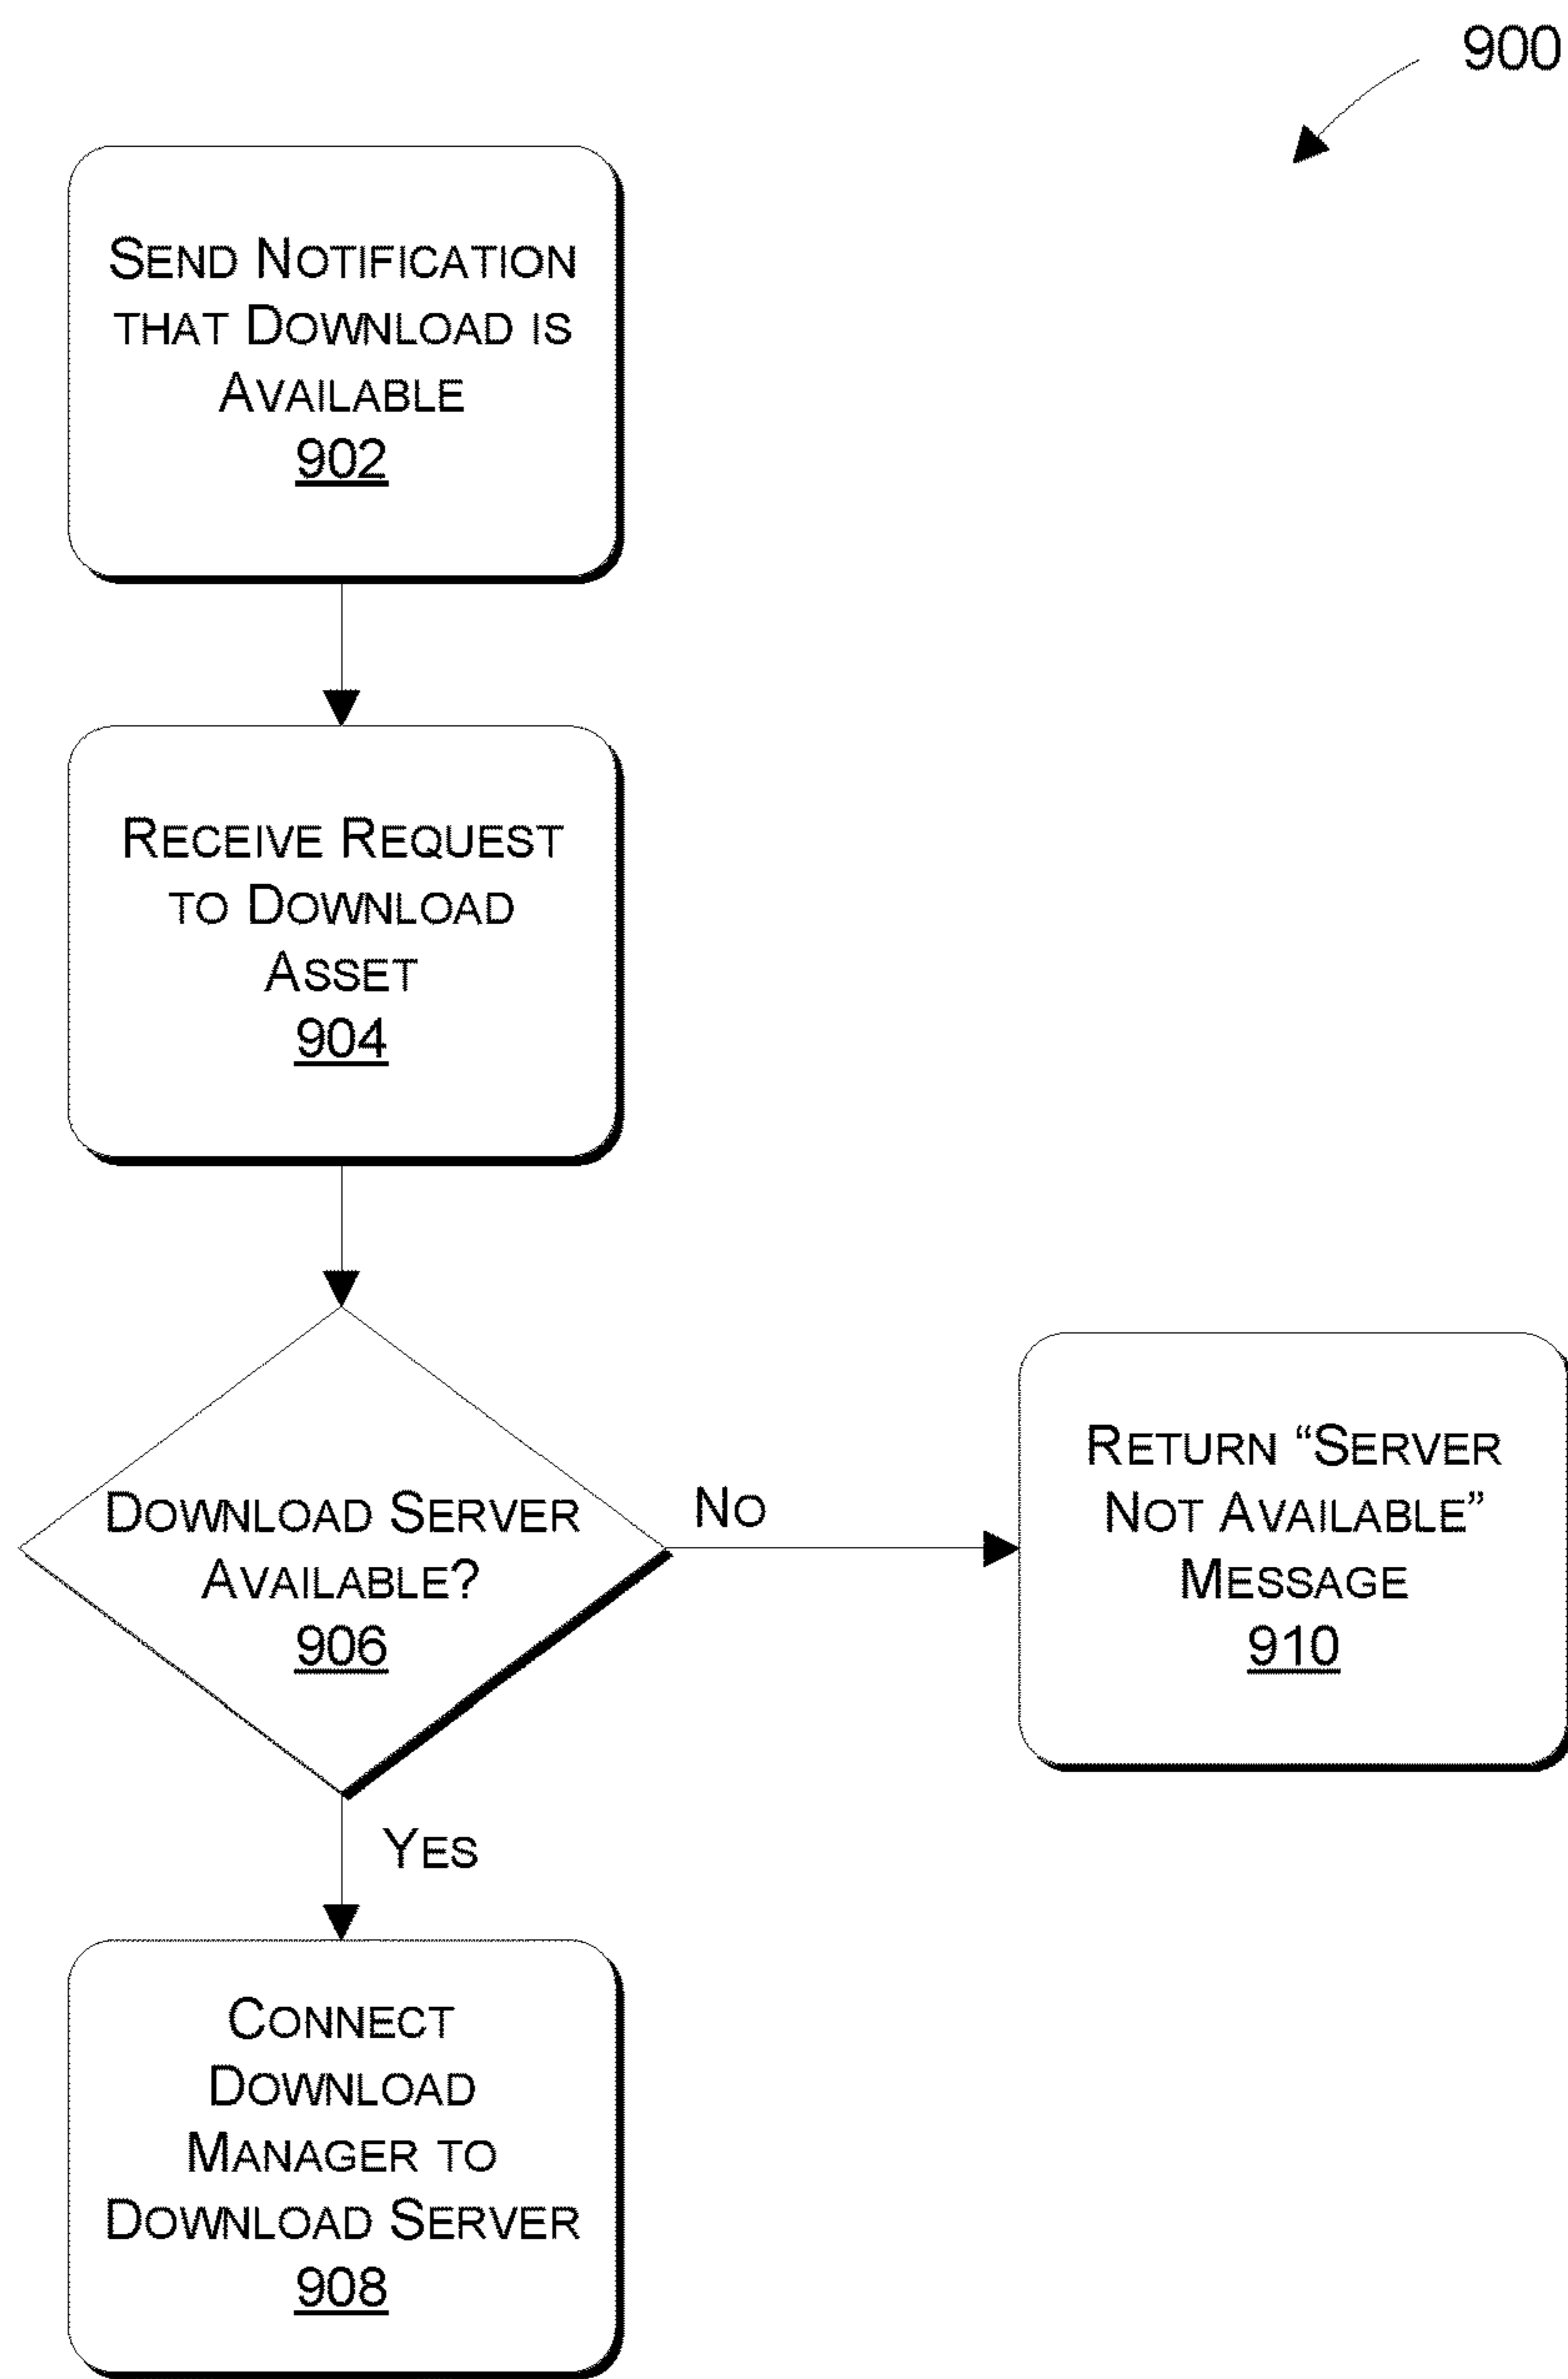 900
SEND NOTIFICATION
THAT DOWNLOAD IS
AVAILABLE
902
RECEIVE REQUEST
TO DOWNLOAD
ASSET
904
DOWNLOAD SERVER
AVAILABLE?
906
NO
RETURN “SERVER
NOT AVAILABLE”
MESSAGE
910
YES
CONNECT
DOWNLOAD
MANAGER TO
DOWNLOAD SERVER
908